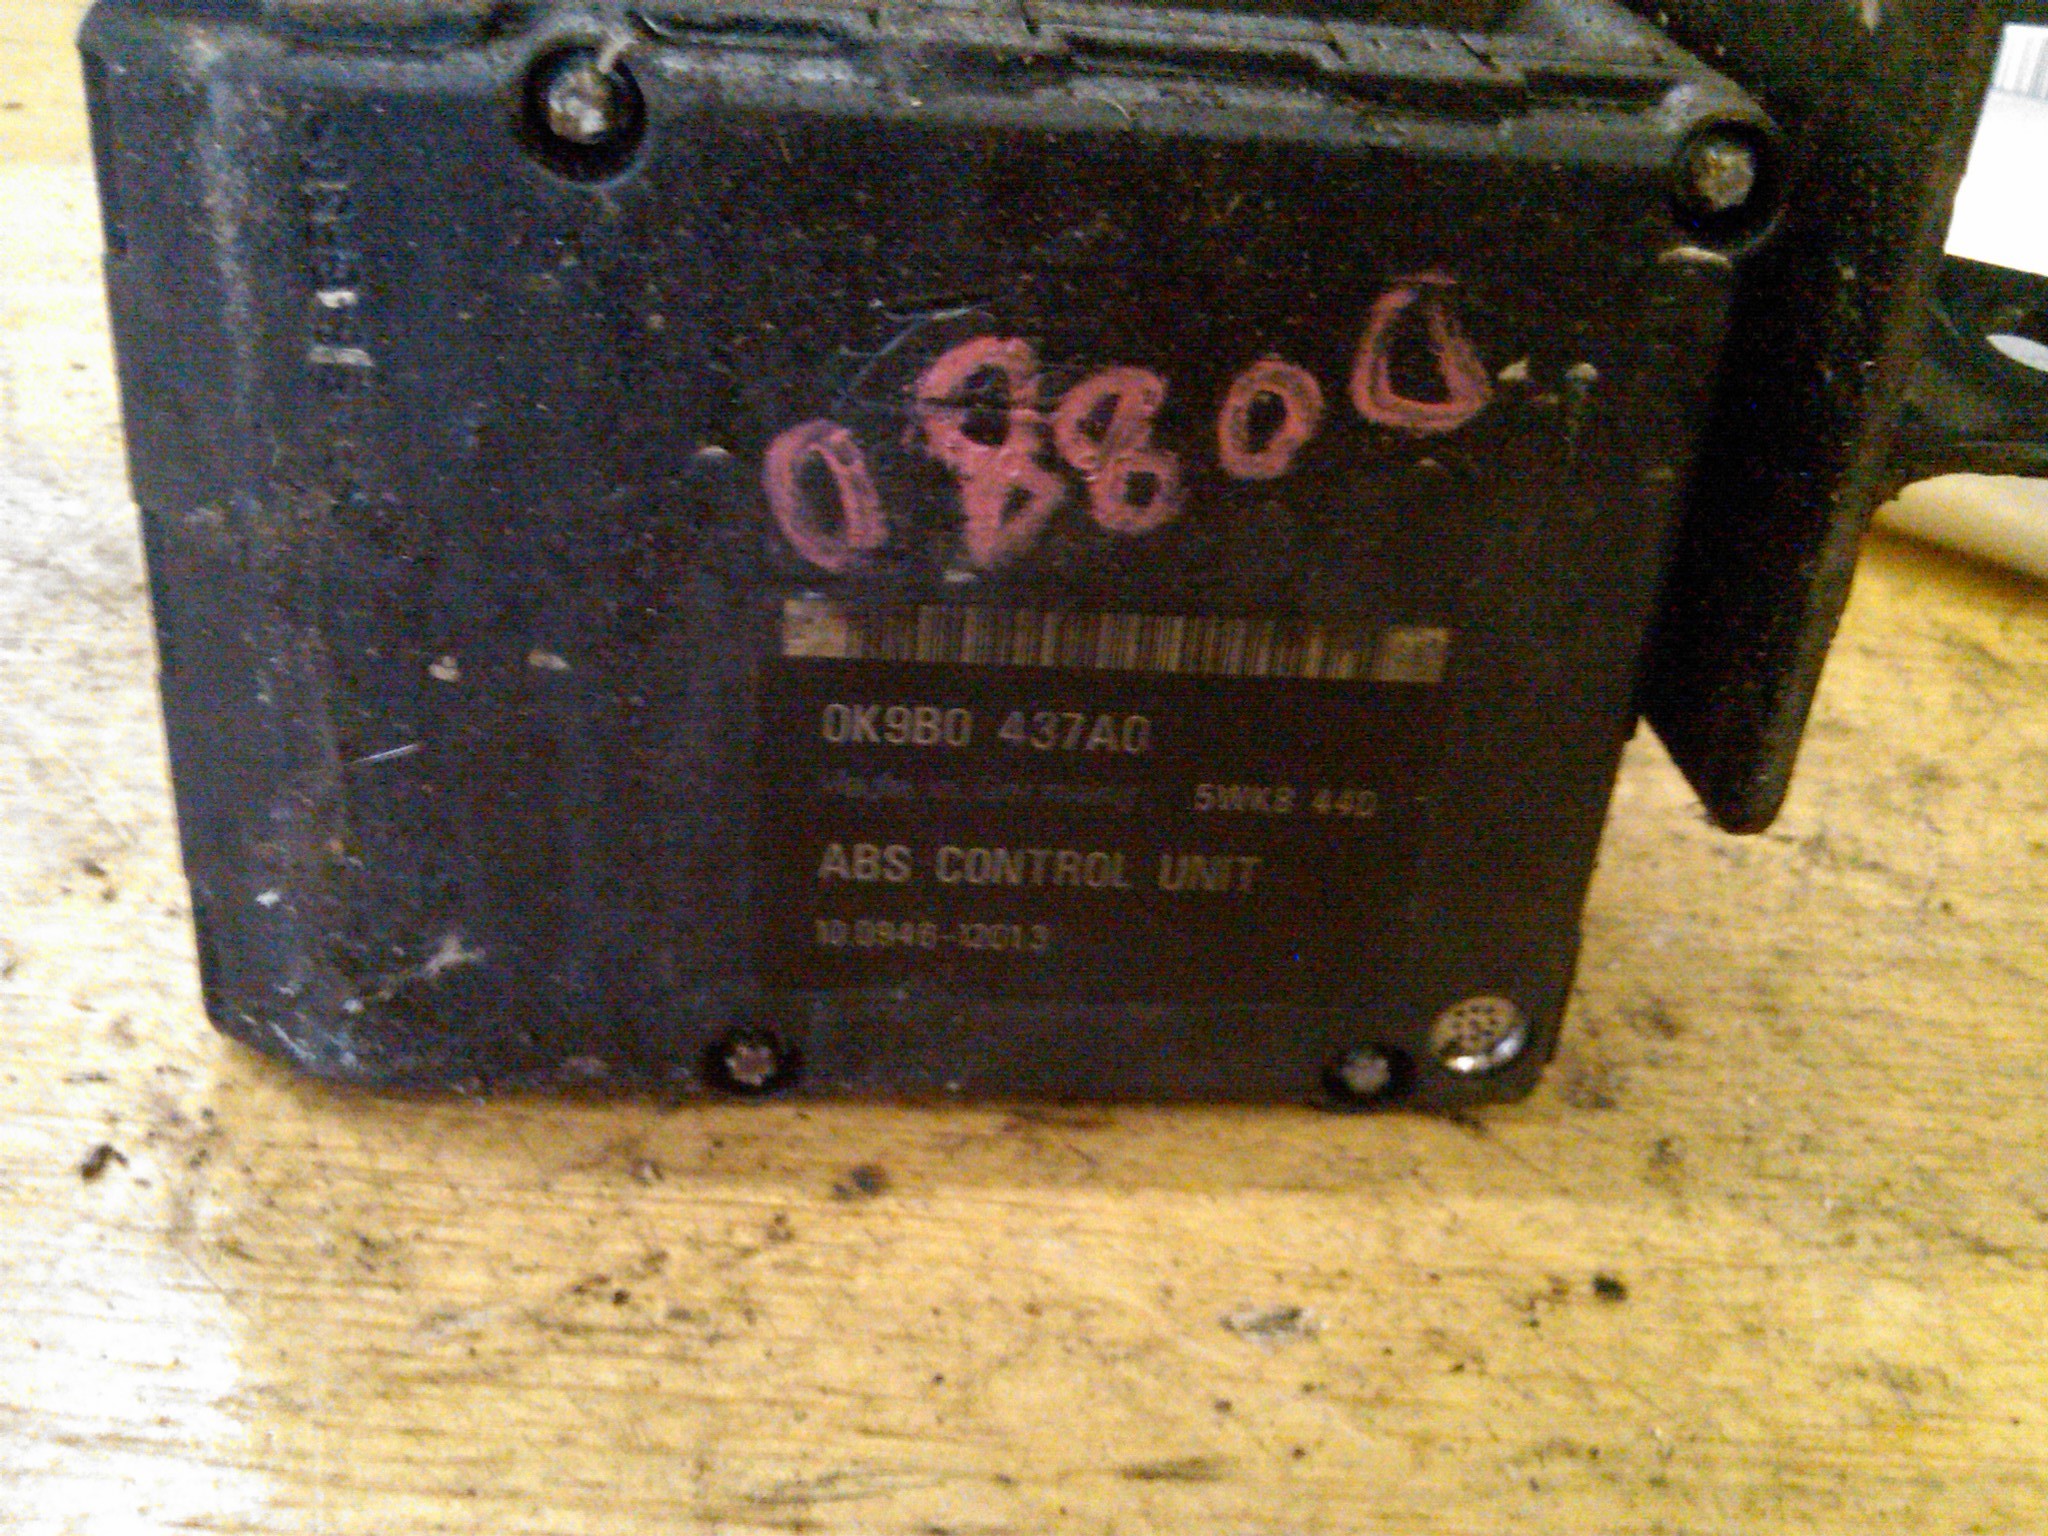 08800
0K9B0 437A0
5WK8 440
ABS CONTROL UNIT
10.0946-12013